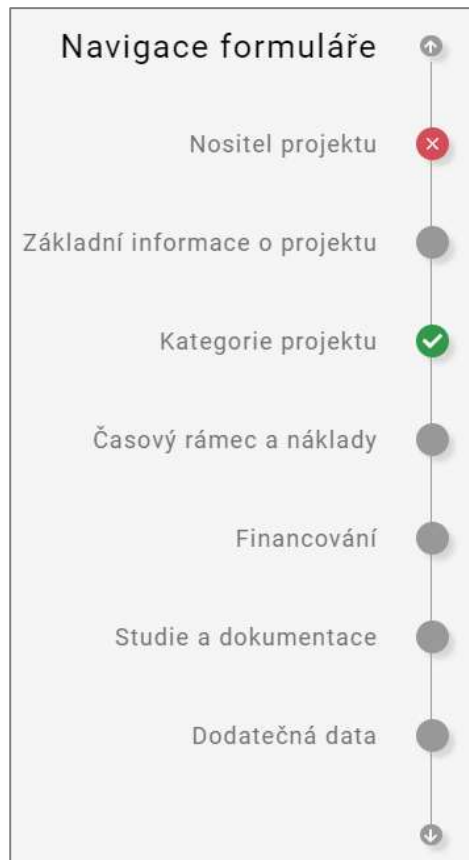 Navigace formuláře
Nositel projektu
Základní informace o projektu
Kategorie projektu
Časový rámec a náklady
Financování
Studie a dokumentace
Dodatečná data